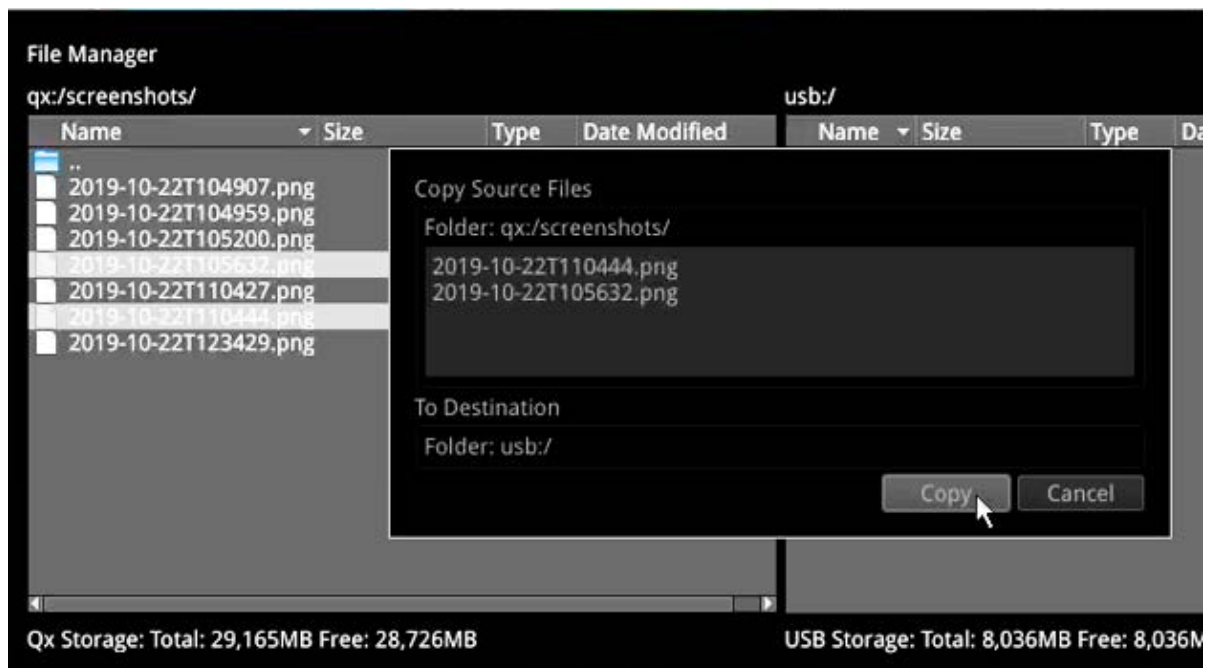 File Manager
qx:/screenshots/
usb:/
Name Size Type Date Modified
Name Size Type Da
..
2019-10-22T104907.png
2019-10-22T104959.png
2019-10-22T105200.png
2019-10-22T105632.png
2019-10-22T110427.png
2019-10-22T110444.png
2019-10-22T123429.png
Copy Source Files
Folder: qx:/screenshots/
2019-10-22T110444.png
2019-10-22T105632.png
To Destination
Folder: usb:/
Copy Cancel
Qx Storage: Total: 29,165MB Free: 28,726MB
USB Storage: Total: 8,036MB Free: 8,036M